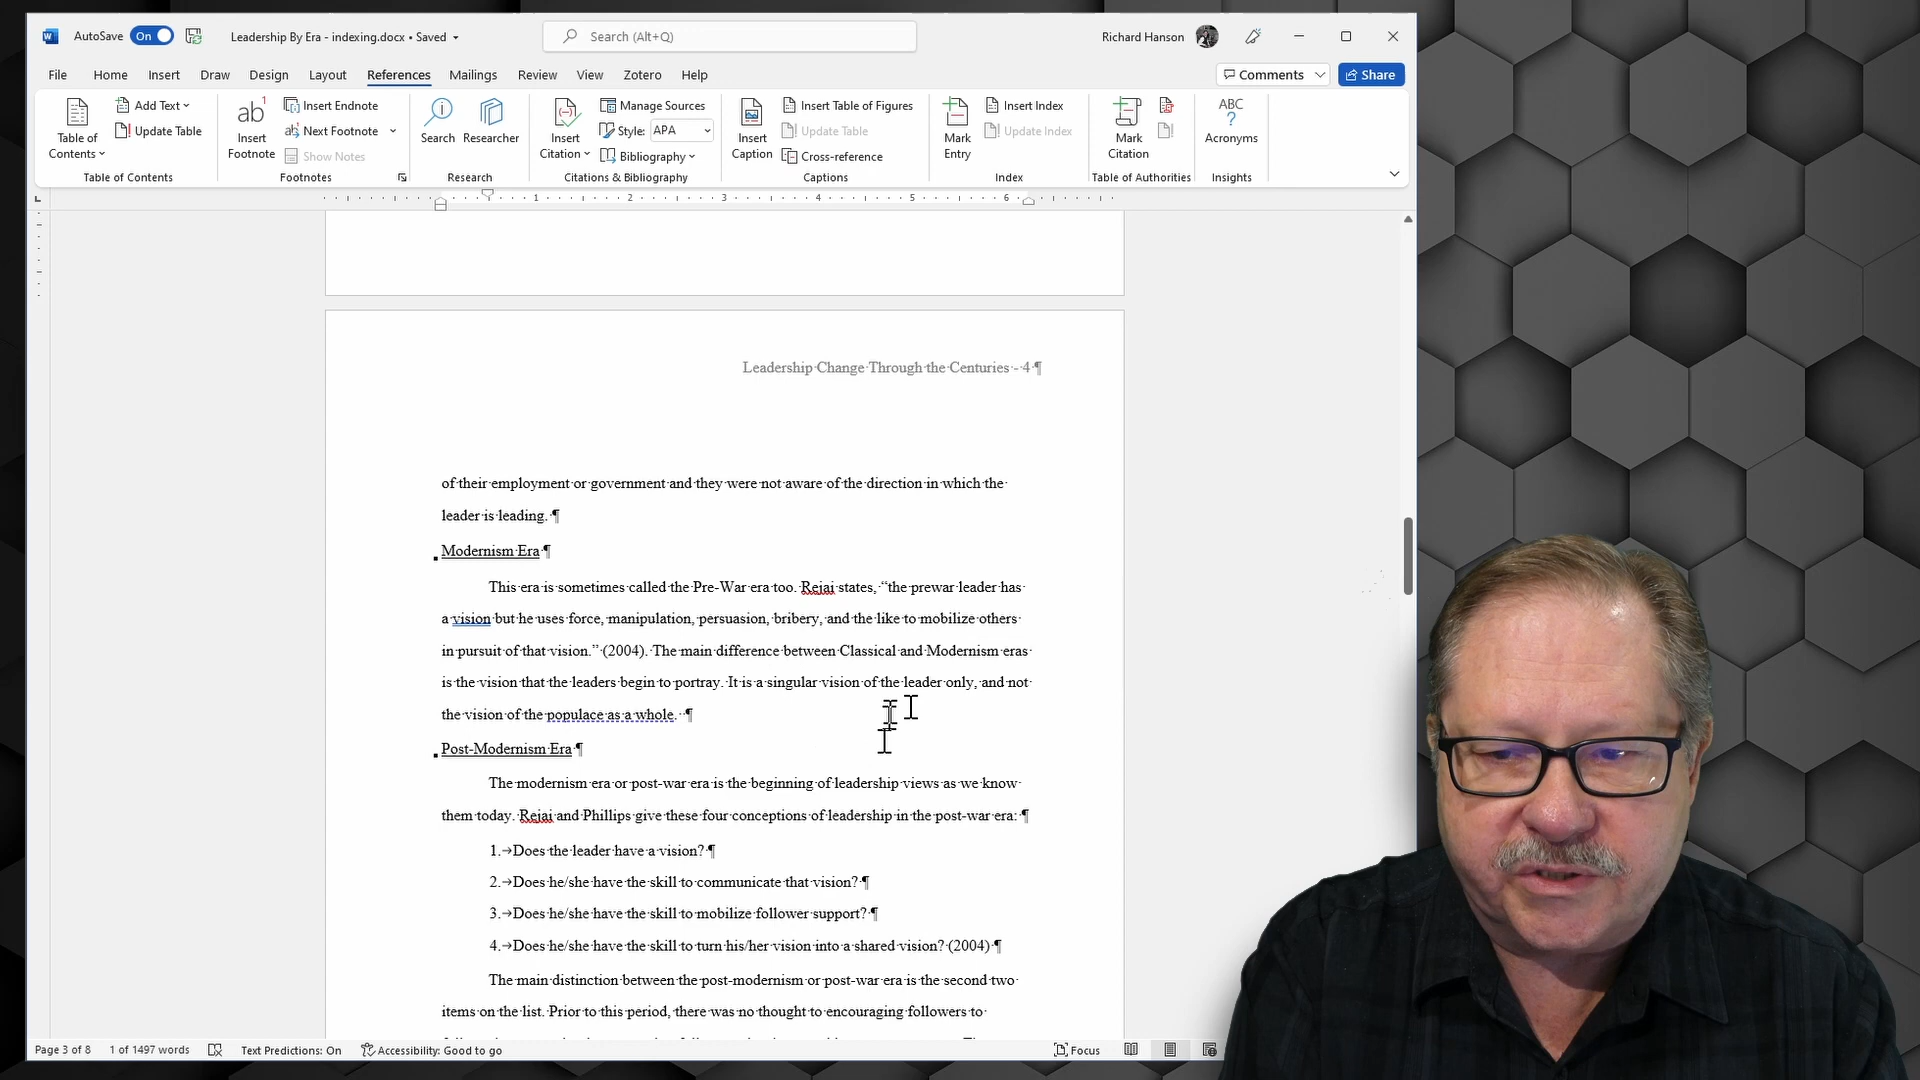 AutoSave On Leadership By Era - indexing.docx • Saved Search (Alt+Q) Richard Hanson
File Home Insert Draw Design Layout References Mailings Review View Zotero Help Comments Share
Table of Contents
Add Text
Update Table
Table of Contents
ab1
Insert Footnote
Insert Endnote
Next Footnote
Show Notes
Footnotes
Search
Researcher
Research
Insert Citation
Manage Sources
Style: APA
Bibliography
Citations & Bibliography
Insert Caption
Insert Table of Figures
Update Table
Cross-reference
Captions
Mark Entry
Insert Index
Update Index
Index
Mark Citation
Table of Authorities
ABC
?
Acronyms
Insights
1 2 3 4 5 6
Leadership Change Through the Centuries - 4 ¶
of their employment or government and they were not aware of the direction in which the
leader is leading. ¶
Modernism Era ¶
This era is sometimes called the Pre-War era too. Rejai states, “the prewar leader has
a vision but he uses force, manipulation, persuasion, bribery, and the like to mobilize others
in pursuit of that vision.” (2004). The main difference between Classical and Modernism eras
is the vision that the leaders begin to portray. It is a singular vision of the leader only, and not
the vision of the populace as a whole. ¶
Post-Modernism Era ¶
The modernism era or post-war era is the beginning of leadership views as we know
them today. Rejai and Phillips give these four conceptions of leadership in the post-war era: ¶
1.→Does the leader have a vision? ¶
2.→Does he/she have the skill to communicate that vision? ¶
3.→Does he/she have the skill to mobilize follower support? ¶
4.→Does he/she have the skill to turn his/her vision into a shared vision? (2004) ¶
The main distinction between the post-modernism or post-war era is the second two
items on the list. Prior to this period, there was no thought to encouraging followers to
Page 3 of 8 1 of 1497 words Text Predictions: On Accessibility: Good to go Focus